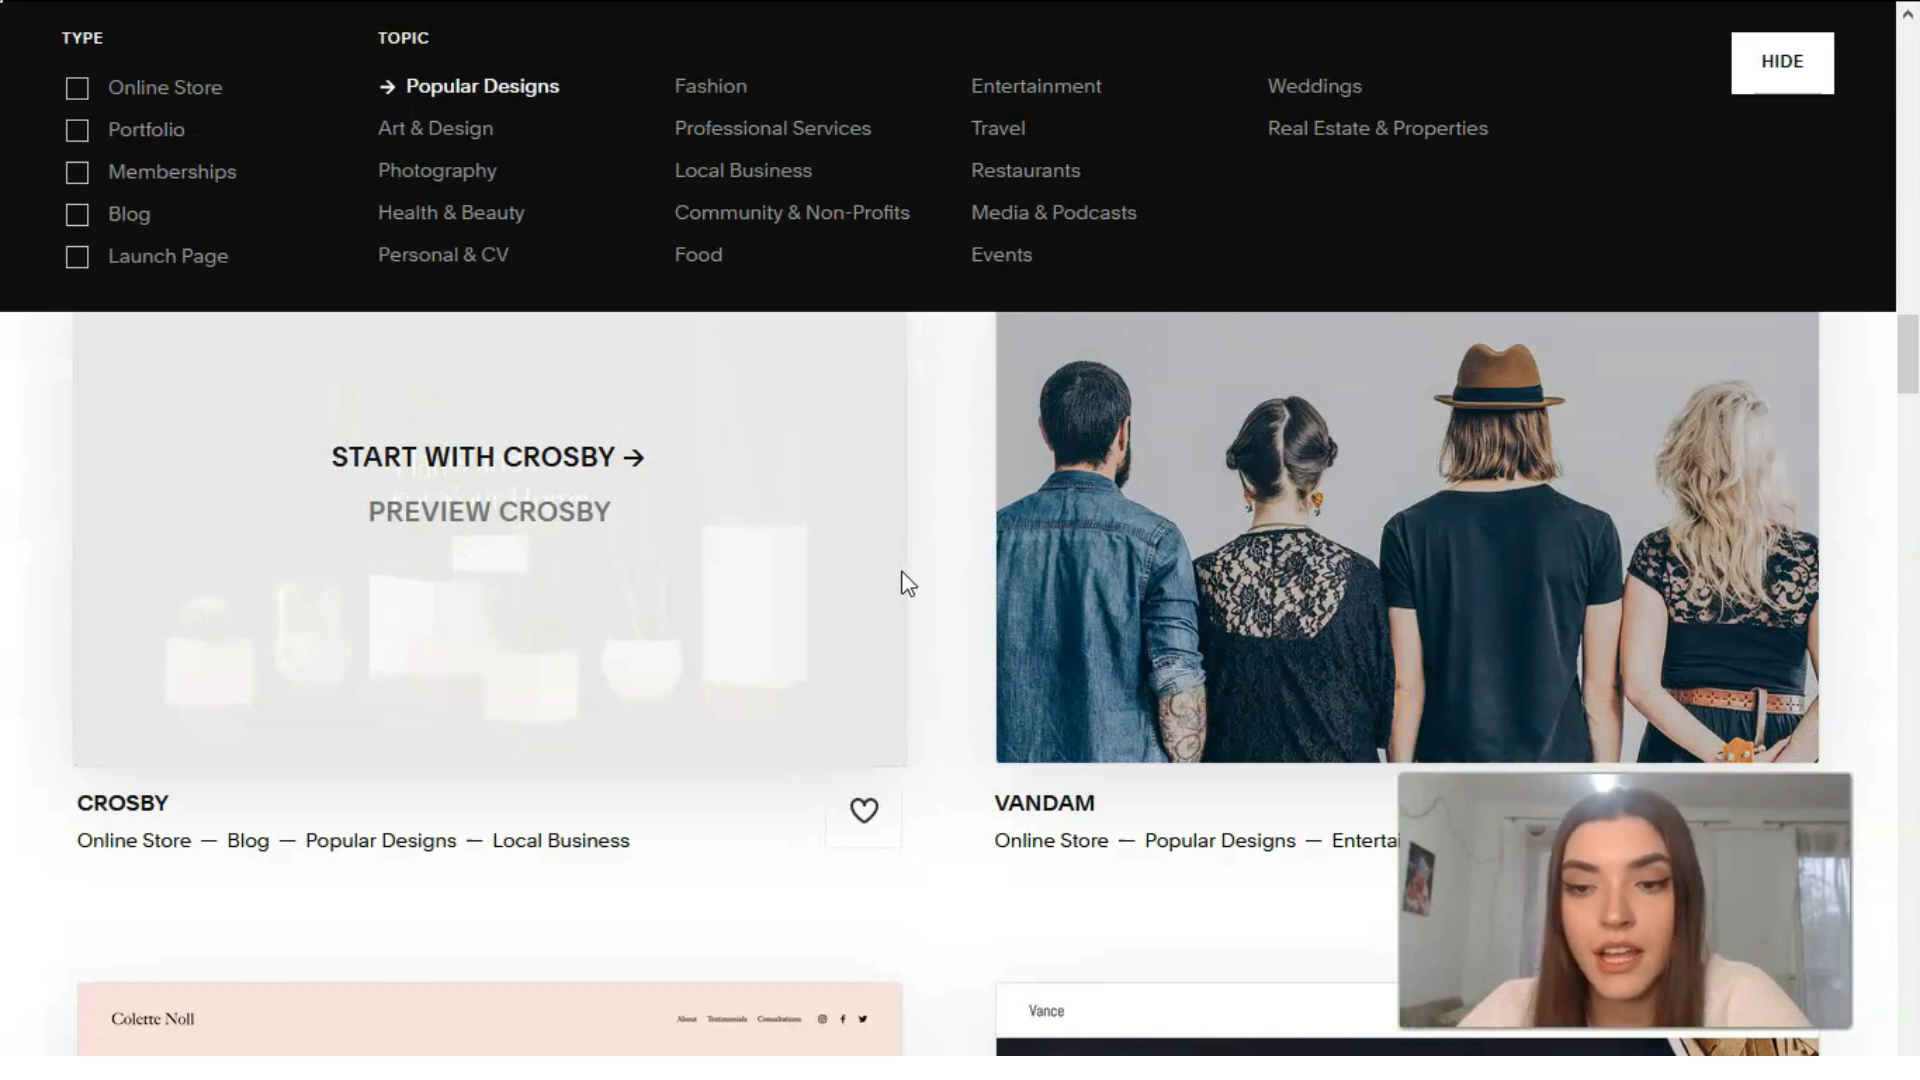 TYPE
Online Store
Portfolio
Memberships
Blog
Launch Page
TOPIC
→ Popular Designs
Art & Design
Photography
Health & Beauty
Personal & CV
Fashion
Professional Services
Local Business
Community & Non-Profits
Food
Entertainment
Travel
Restaurants
Media & Podcasts
Events
Weddings
Real Estate & Properties
HIDE
START WITH CROSBY →
PREVIEW CROSBY
CROSBY
Online Store — Blog — Popular Designs — Local Business
VANDAM
Online Store — Popular Designs —
Colette Noll
About Testimonials Consultations
Vance